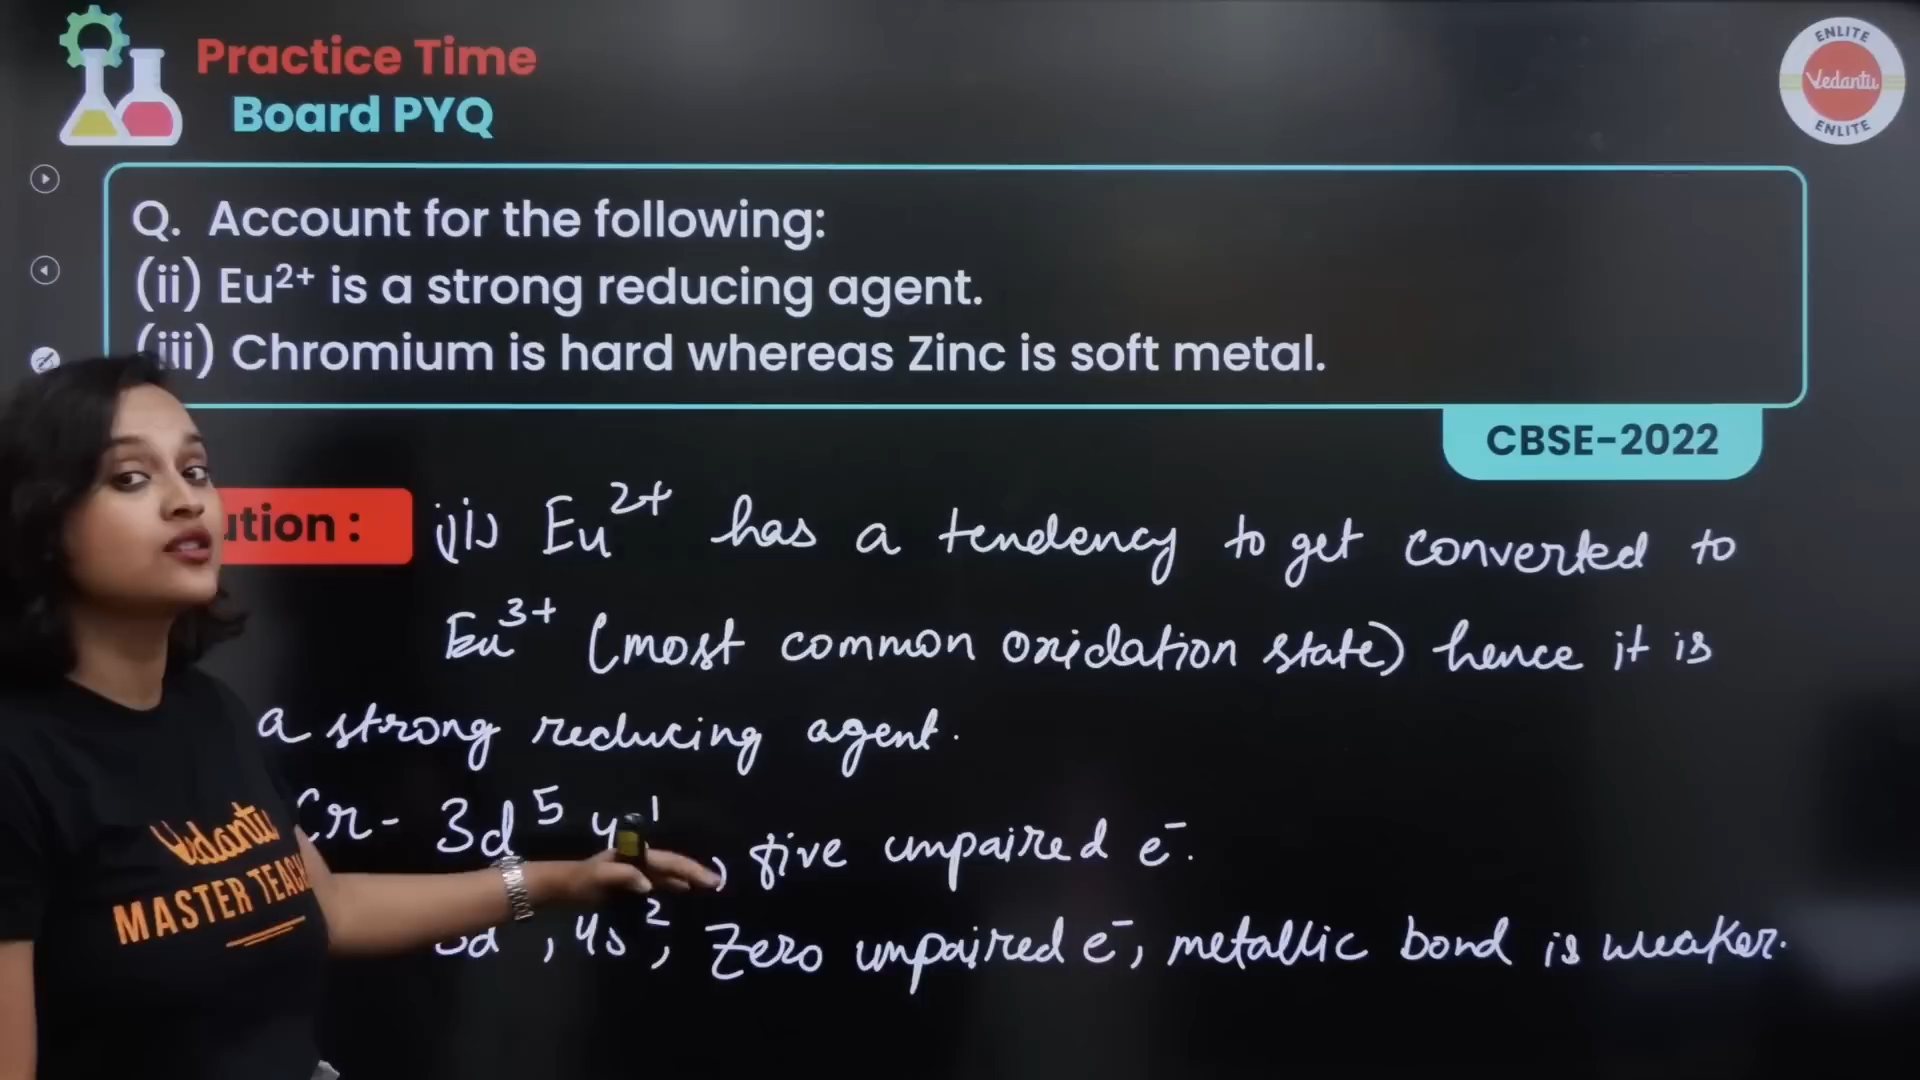 Practice Time
Board PYQ
ENLITE
Vedantu
ENLITE
Q. Account for the following:
(ii) Eu²⁺ is a strong reducing agent.
(iii) Chromium is hard whereas Zinc is soft metal.
CBSE-2022
ution :
(ii) Eu²⁺ has a tendency to get converted to
Eu³⁺ (most common oxidation state) hence it is
a strong reducing agent.
Cr - 3d⁵ 4 ¹, five unpaired e⁻.
3d , 4s², Zero unpaired e⁻, metallic bond is weaker.
Vedantu
MASTER TEACH